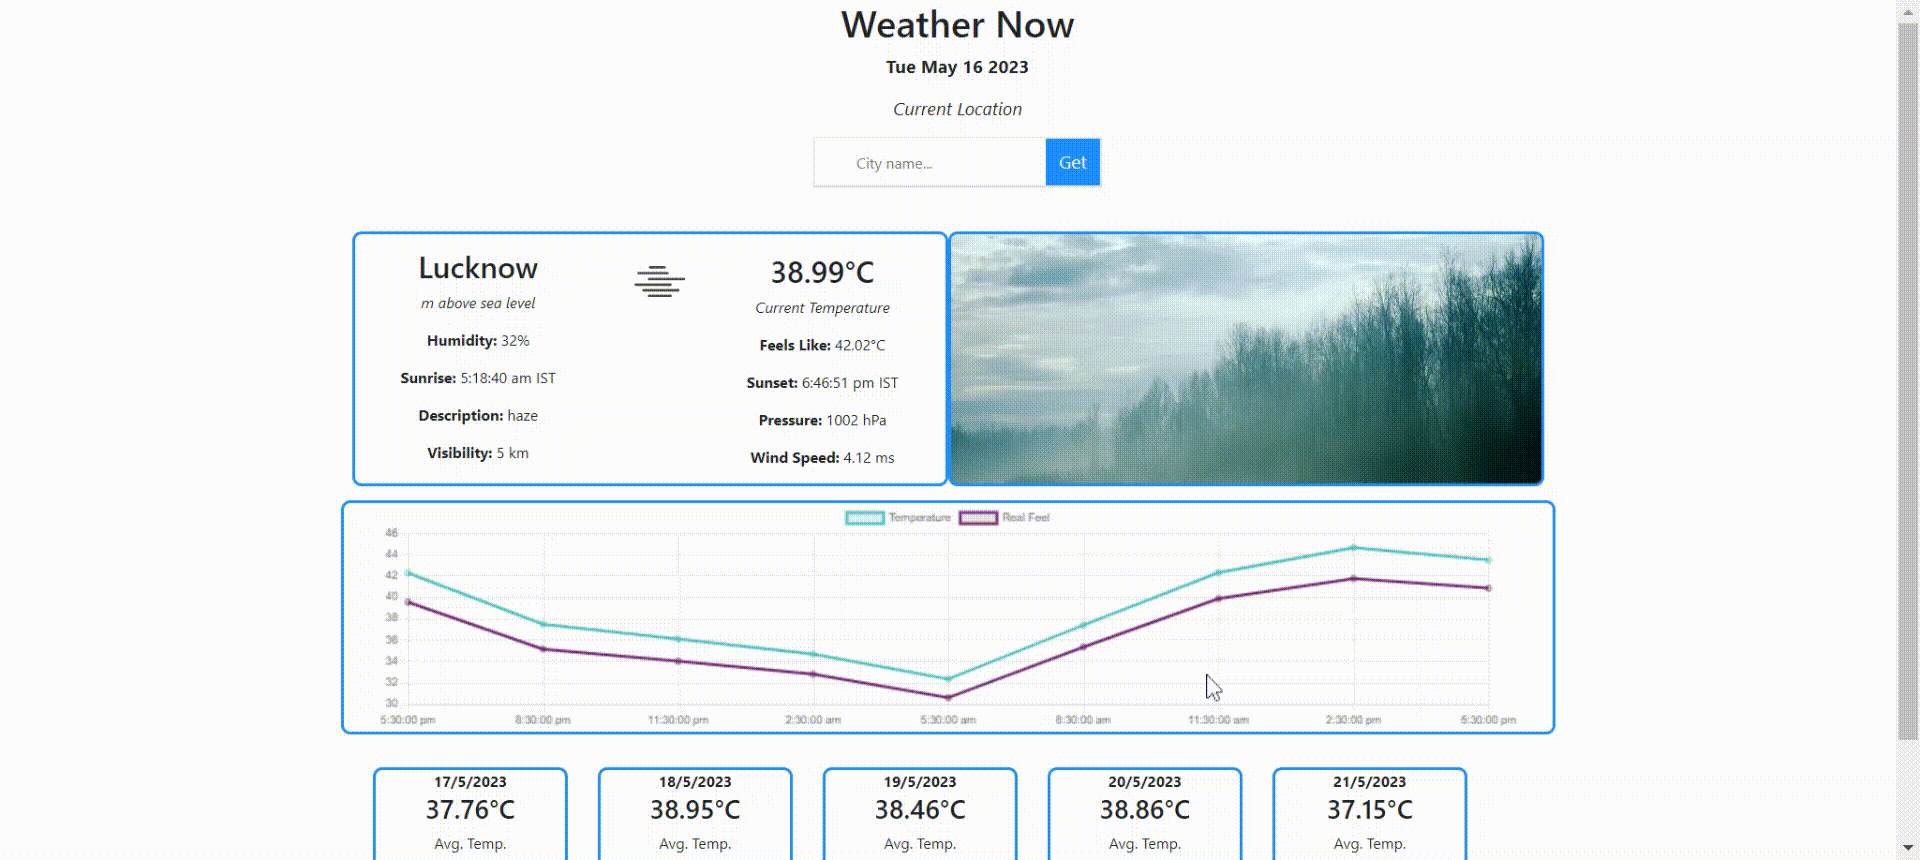 Weather Now
Tue May 16 2023
Current Location
City name...
Get
Lucknow
m above sea level
Humidity: 32%
Sunrise: 5:18:40 am IST
Description: haze
Visibility: 5 km
38.99°C
Current Temperature
Feels Like: 42.02°C
Sunset: 6:46:51 pm IST
Pressure: 1002 hPa
Wind Speed: 4.12 ms
Temperature Real Feel
46
44
42
40
38
36
34
32
30
5:30:00 pm 8:30:00 pm 11:30:00 pm 2:30:00 am 5:30:00 am 8:30:00 am 11:30:00 am 2:30:00 pm 5:30:00 pm
17/5/2023
37.76°C
Avg. Temp.
18/5/2023
38.95°C
Avg. Temp.
19/5/2023
38.46°C
Avg. Temp.
20/5/2023
38.86°C
Avg. Temp.
21/5/2023
37.15°C
Avg. Temp.